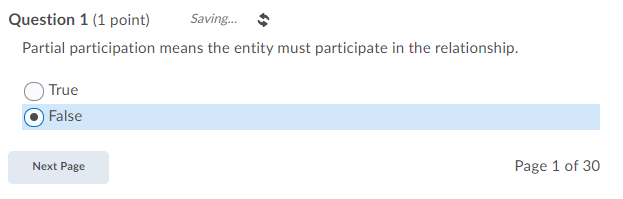 Question 1 (1 point) Saving...
Partial participation means the entity must participate in the relationship.
True
False
Next Page Page 1 of 30